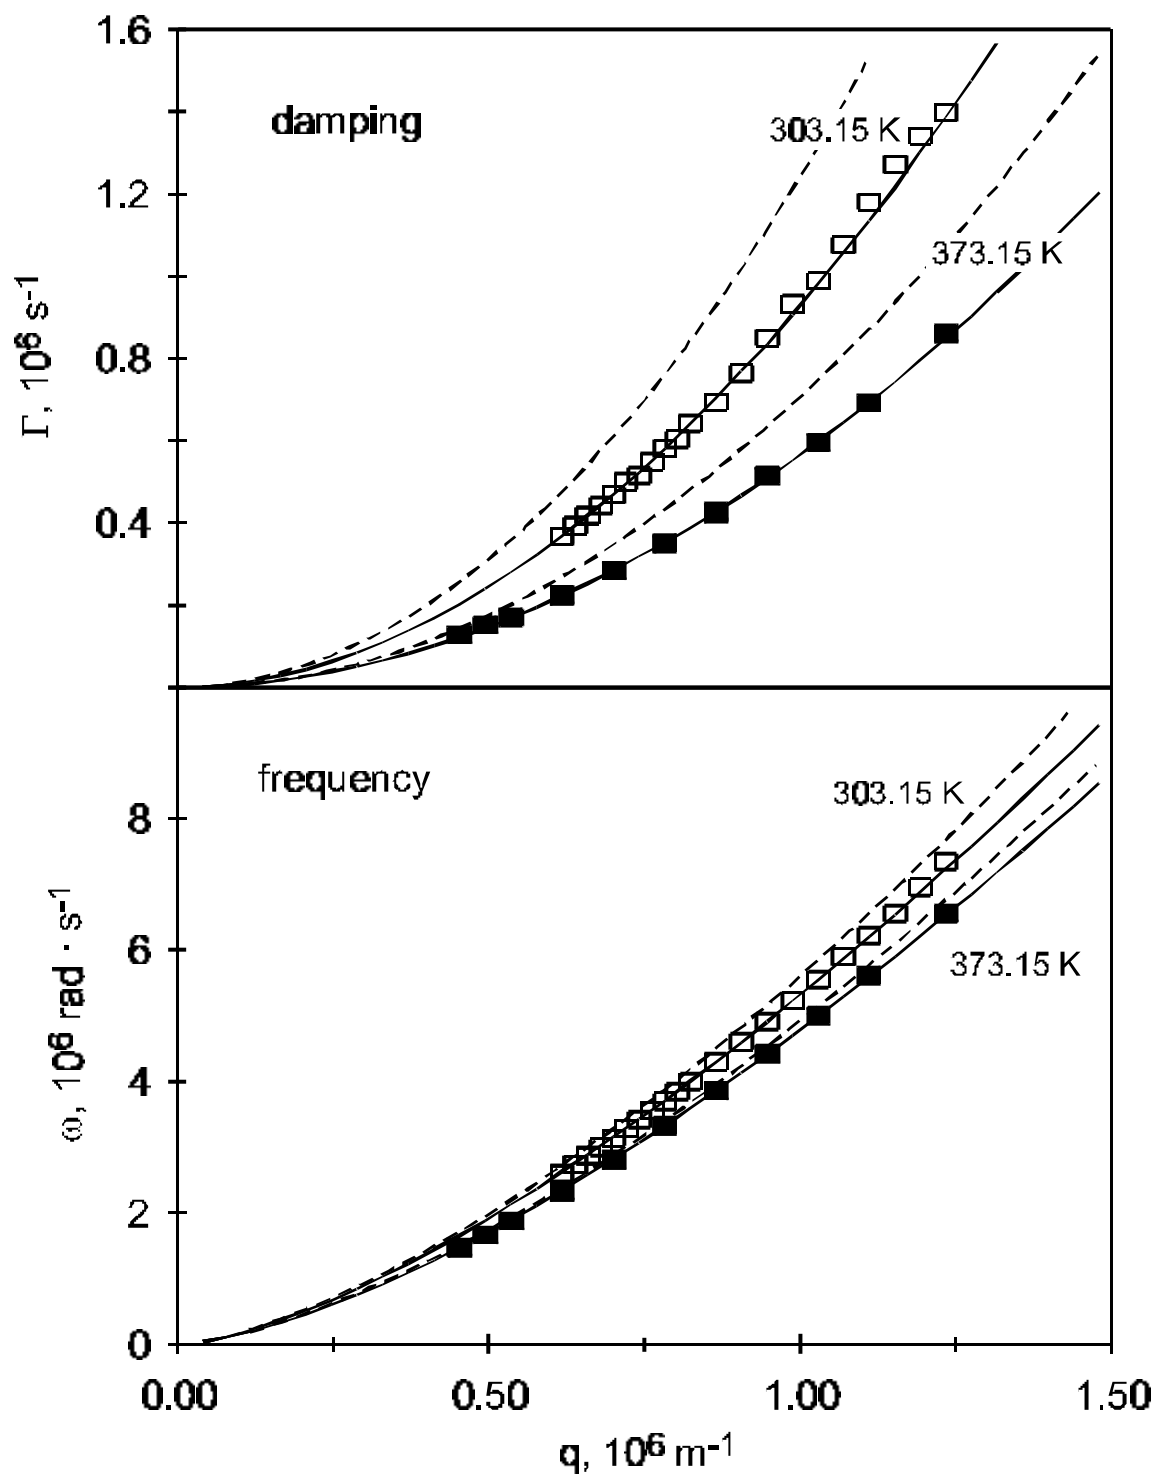 1.6
damping
303.15 K
1.2
373.15 K
Γ, 10⁶ s⁻¹
0.8
0.4
frequency
303.15 K
8
ω, 10⁶ rad · s⁻¹
6
373.15 K
4
2
0
0.00 0.50 1.00 1.50
q, 10⁶ m⁻¹